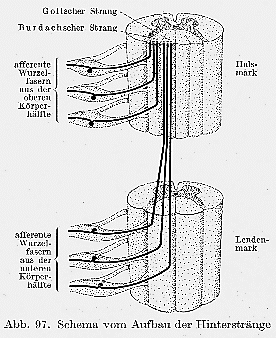 Gollscher Strang
Burdachscher Strang
afferente
Wurzel-
fasern
aus der
oberen
Körper-
hälfte
Hals-
mark
afferente
Wurzel-
fasern
aus der
unteren
Körper-
hälfte
Lenden-
mark
Abb. 97. Schema vom Aufbau der Hinterstränge